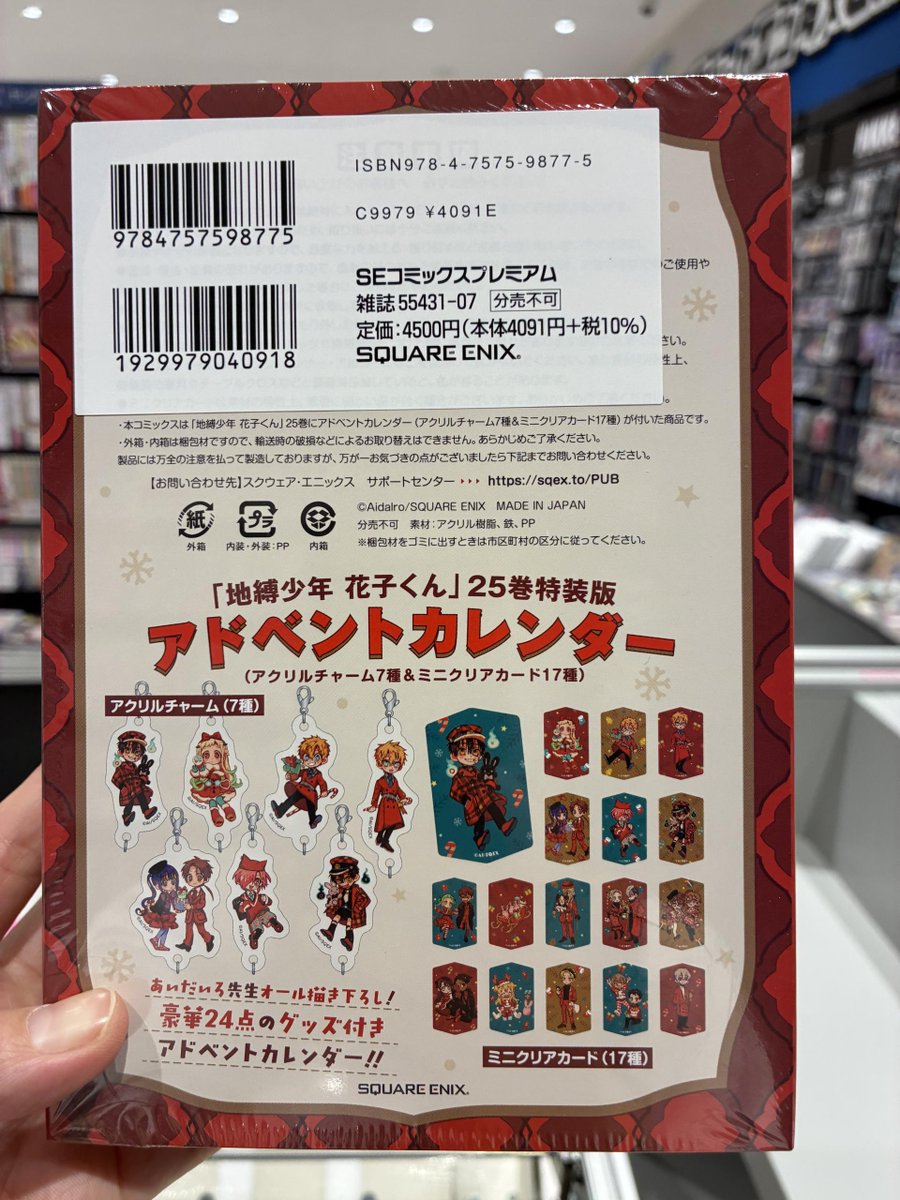 ISBN978-4-7575-9877-5
C9979 ¥4091E
9784757598775
SEコミックスプレミアム
雑誌 55431-07 分売不可
定価:4500円(本体4091円+税10%)
SQUARE ENIX®
1929979040918
のご使用や
さい。
性上、
・本コミックスは「地縛少年 花子くん」25巻にアドベントカレンダー(アクリルチャーム7種&ミニクリアカード17種)が付いた商品です。
・外箱・内箱は梱包材ですので、輸送時の破損などによるお取り替えはできません。あらかじめご了承ください。
製品には万全の注意を払って製造しておりますが、万がーお気づきの点がございましたら下記までお問い合わせください。
【お問い合わせ先】スクウェア・エニックス サポートセンター ▸▸▸ https://sqex.to/PUB
紙
外箱
プラ
内装・外装:PP
内箱
©AidaIro/SQUARE ENIX MADE IN JAPAN
分売不可 素材:アクリル樹脂、鉄、PP
※梱包材をゴミに出すときは市区町村の区分に従ってください。
「地縛少年 花子くん」25巻特装版
アドベントカレンダー
(アクリルチャーム7種&ミニクリアカード17種)
アクリルチャーム(7種)
あいだいろ先生オール描き下ろし!
豪華24点のグッズ付き
アドベントカレンダー!!
ミニクリアカード(17種)
SQUARE ENIX®